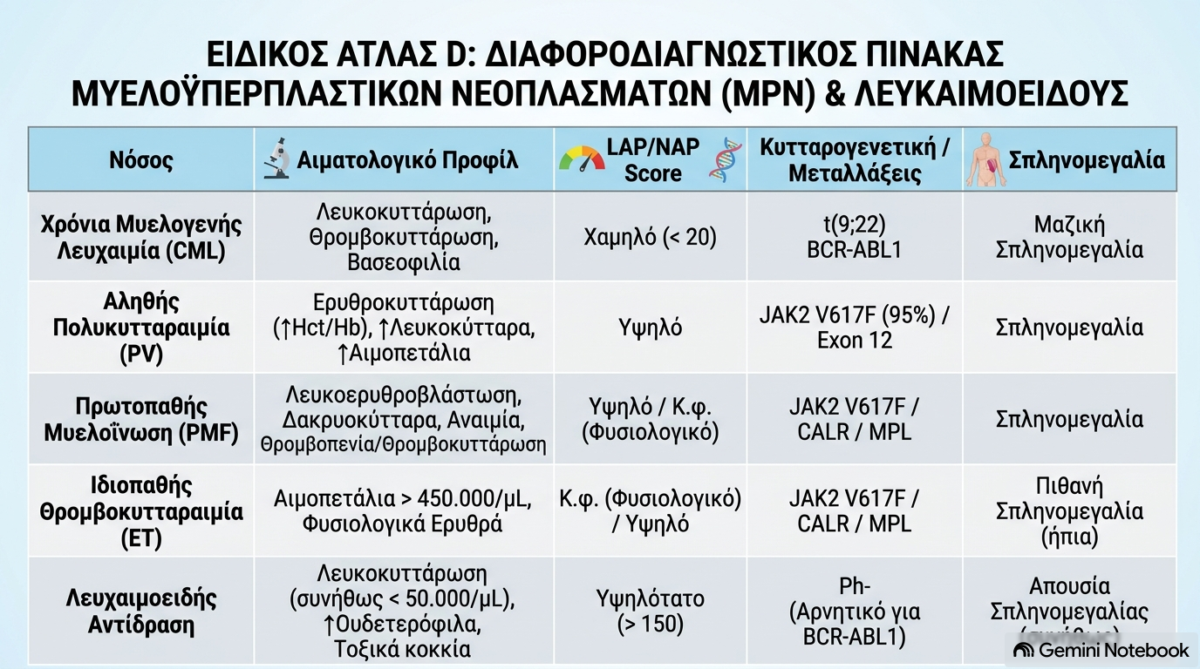 ΕΙΔΙΚΟΣ ΑΤΛΑΣ D: ΔΙΑΦΟΡΟΔΙΑΓΝΩΣΤΙΚΟΣ ΠΙΝΑΚΑΣ
ΜΥΕΛΟΫΠΕΡΠΛΑΣΤΙΚΩΝ ΝΕΟΠΛΑΣΜΑΤΩΝ (MPN) & ΛΕΥΚΑΙΜΟΕΙΔΟΥΣ
Νόσος
Αιματολογικό Προφίλ
LAP/NAP
Score
Κυτταρογενετική /
Μεταλλάξεις
Σπληνομεγαλία
Χρόνια Μυελογενής
Λευχαιμία (CML)
Λευκοκυττάρωση,
Θρομβοκυττάρωση,
Βασεοφιλία
Χαμηλό (< 20)
t(9;22)
BCR-ABL1
Μαζική
Σπληνομεγαλία
Αληθής
Πολυκυτταραιμία
(PV)
Ερυθροκυττάρωση
(↑Hct/Hb), ↑Λευκοκύτταρα,
↑Αιμοπετάλια
Υψηλό
JAK2 V617F (95%) /
Exon 12
Σπληνομεγαλία
Πρωτοπαθής
Μυελοΐνωση (PMF)
Λευκοερυθροβλάστωση,
Δακρυοκύτταρα, Αναιμία,
Θρομβοπενία/Θρομβοκυττάρωση
Υψηλό / Κ.φ.
(Φυσιολογικό)
JAK2 V617F /
CALR / MPL
Σπληνομεγαλία
Ιδιοπαθής
Θρομβοκυτταραιμία
(ET)
Αιμοπετάλια > 450.000/μL,
Φυσιολογικά Ερυθρά
Κ.φ. (Φυσιολογικό)
/ Υψηλό
JAK2 V617F /
CALR / MPL
Πιθανή
Σπληνομεγαλία
(ήπια)
Λευχαιμοειδής
Αντίδραση
Λευκοκυττάρωση
(συνήθως < 50.000/μL),
↑Ουδετερόφιλα,
Τοξικά κοκκία
Υψηλότατο
(> 150)
Ph-
(Αρνητικό για
BCR-ABL1)
Απουσία
Σπληνομεγαλίας
(συνήθως)
Gemini Notebook